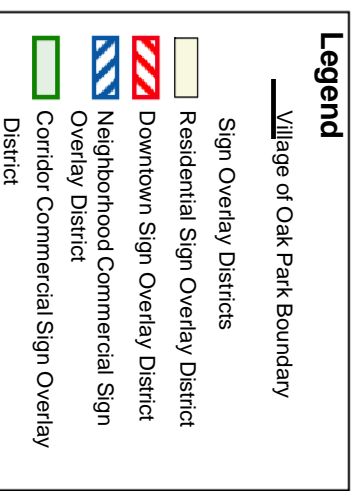 Legend
Village of Oak Park Boundary
Sign Overlay Districts
Residential Sign Overlay District
Downtown Sign Overlay District
Neighborhood Commercial Sign
Overlay District
Corridor Commercial Sign Overlay
District